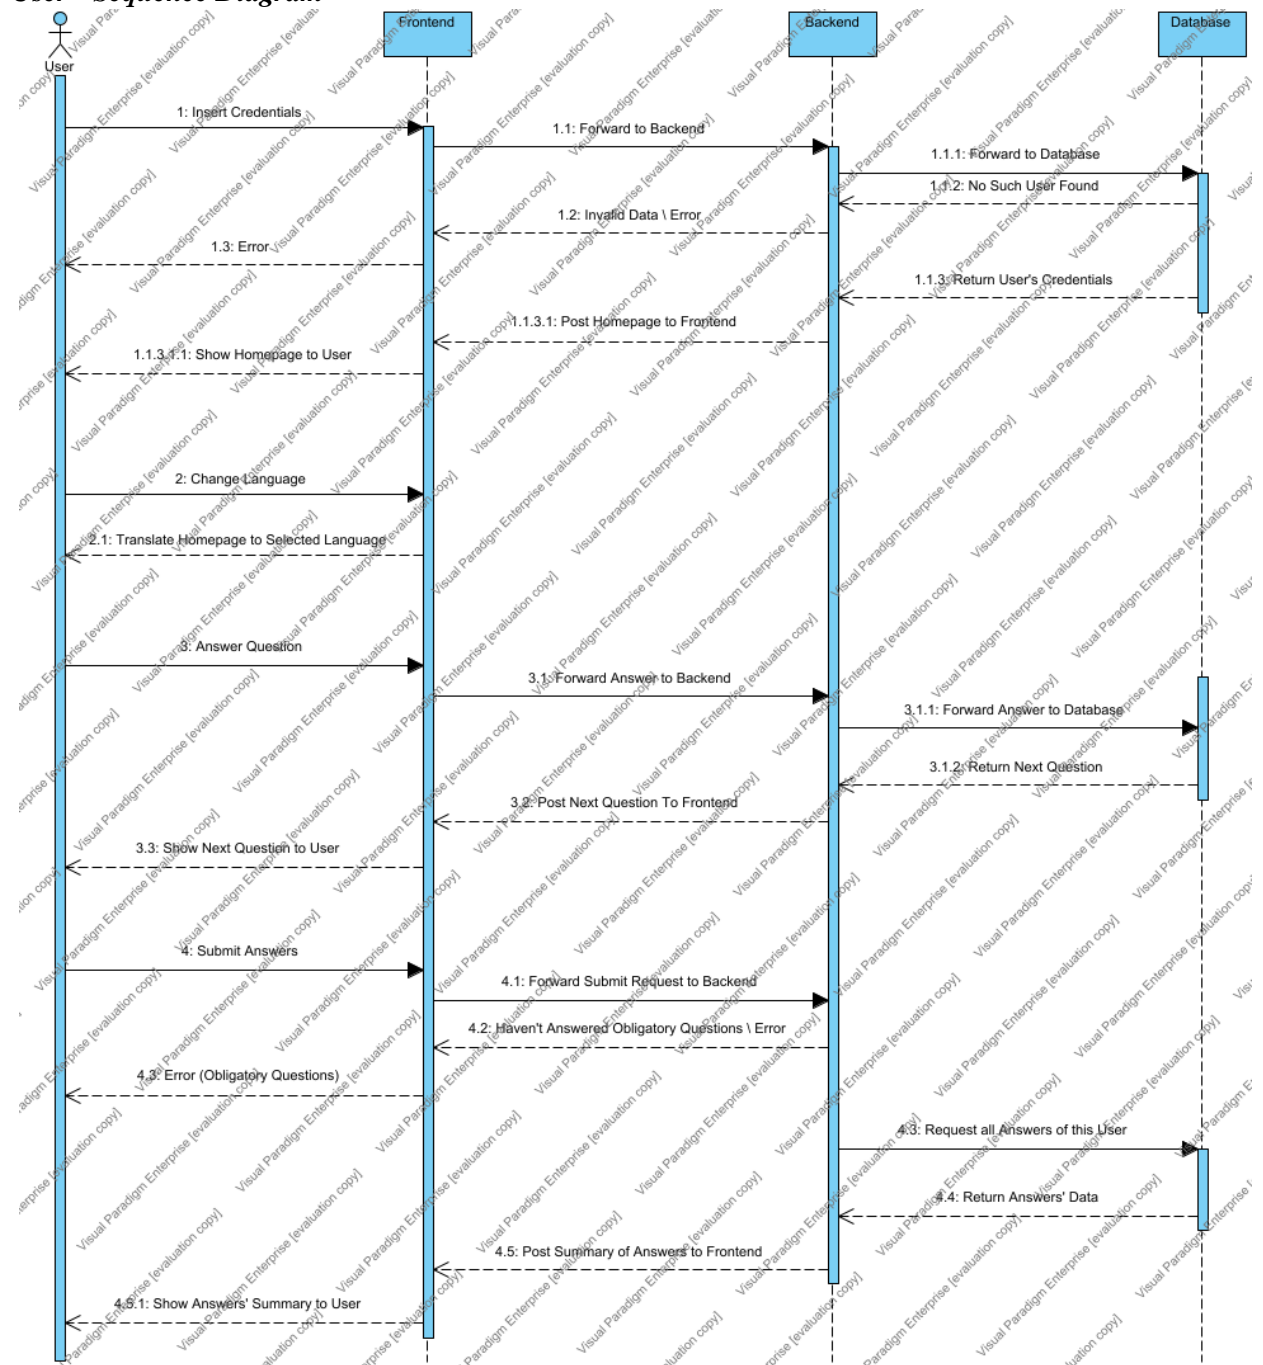 User - Sequence Diagram
Frontend
Backend
Database
User
1: Insert Credentials
1.1: Forward to Backend
1.1.1: Forward to Database
1.1.2: No Such User Found
1.2: Invalid Data \ Error
1.3: Error
1.1.3: Return User's Credentials
1.1.3.1: Post Homepage to Frontend
1.1.3.1.1: Show Homepage to User
2: Change Language
2.1: Translate Homepage to Selected Language
3: Answer Question
3.1: Forward Answer to Backend
3.1.1: Forward Answer to Database
3.1.2: Return Next Question
3.2: Post Next Question To Frontend
3.3: Show Next Question to User
4: Submit Answers
4.1: Forward Submit Request to Backend
4.2: Haven't Answered Obligatory Questions \ Error
4.3: Error (Obligatory Questions)
4.3: Request all Answers of this User
4.4: Return Answers' Data
4.5: Post Summary of Answers to Frontend
4.5.1: Show Answers' Summary to User
Visual Paradigm Enterprise [evaluation copy]